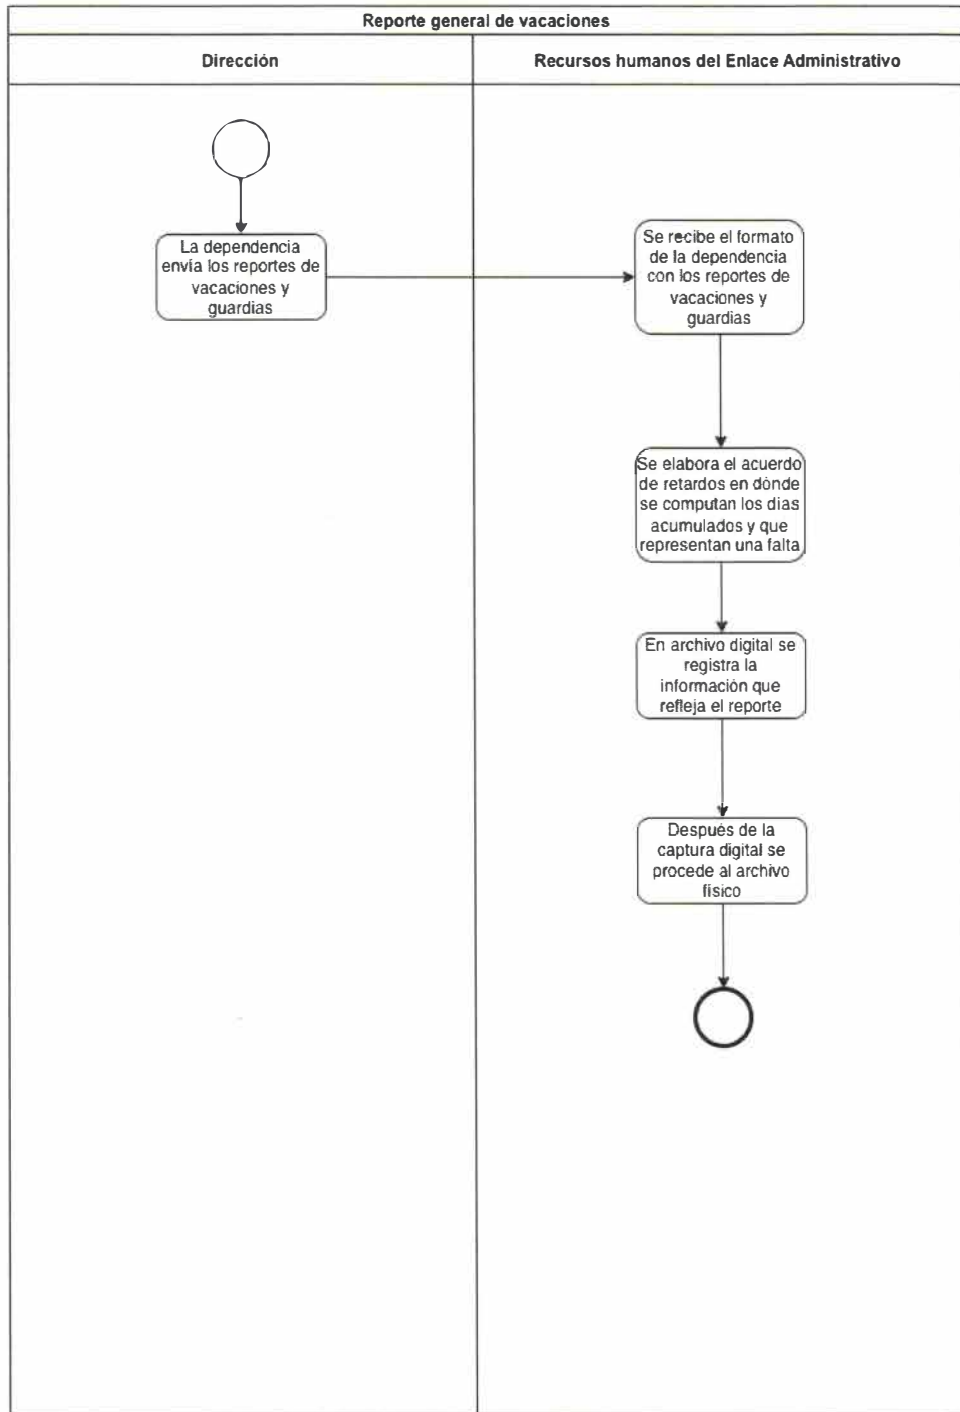 Reporte general de vacaciones
Dirección
Recursos humanos del Enlace Administrativo
La dependencia
envía los reportes de
vacaciones y
guardias
Se recibe el formato
de la dependencia
con los reportes de
vacaciones y
guardias
Se elabora el acuerdo
de retardos en dónde
se computan los días
acumulados y que
representan una falta
En archivo digital se
registra la
información que
refleja el reporte
Después de la
captura digital se
procede al archivo
físico